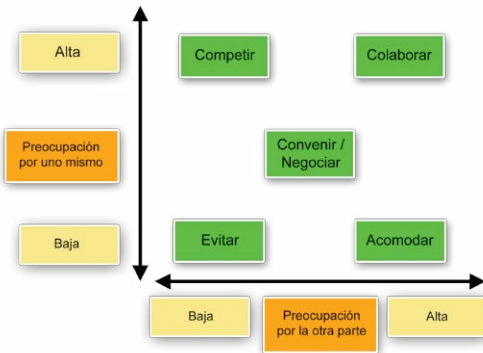 Alta
Competir
Colaborar
Preocupación
por uno mismo
Convenir /
Negociar
Baja
Evitar
Acomodar
Baja
Preocupación
por la otra parte
Alta